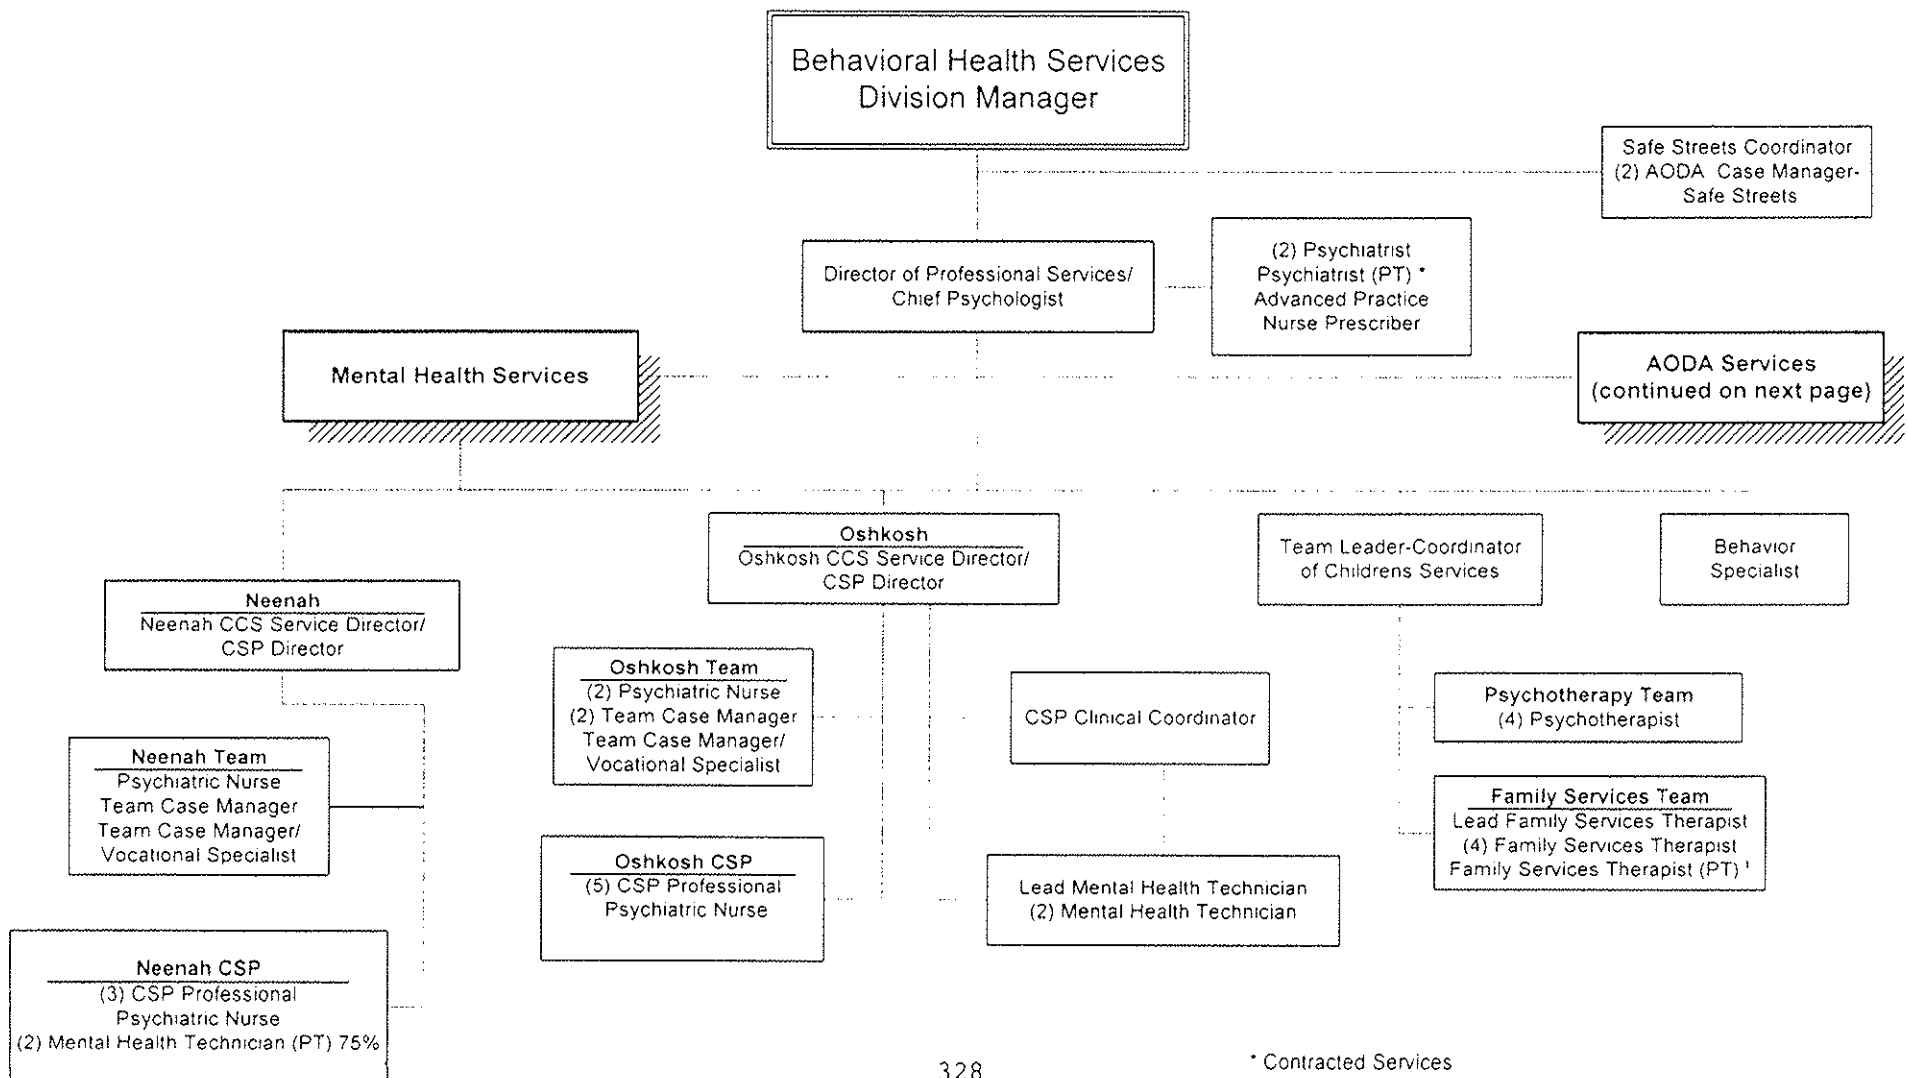 Behavioral Health Services
Division Manager
Safe Streets Coordinator
(2) AODA Case Manager-
Safe Streets
Director of Professional Services/
Chief Psychologist
(2) Psychiatrist
Psychiatrist (PT) *
Advanced Practice
Nurse Prescriber
Mental Health Services
AODA Services
(continued on next page)
Neenah
Neenah CCS Service Director/
CSP Director
Oshkosh
Oshkosh CCS Service Director/
CSP Director
Team Leader-Coordinator
of Childrens Services
Behavior
Specialist
Neenah Team
Psychiatric Nurse
Team Case Manager
Team Case Manager/
Vocational Specialist
Oshkosh Team
(2) Psychiatric Nurse
(2) Team Case Manager
Team Case Manager/
Vocational Specialist
CSP Clinical Coordinator
Psychotherapy Team
(4) Psychotherapist
Family Services Team
Lead Family Services Therapist
(4) Family Services Therapist
Family Services Therapist (PT)
Oshkosh CSP
(5) CSP Professional
Psychiatric Nurse
Lead Mental Health Technician
(2) Mental Health Technician
Neenah CSP
(3) CSP Professional
Psychiatric Nurse
(2) Mental Health Technician (PT) 75%
328
* Contracted Services